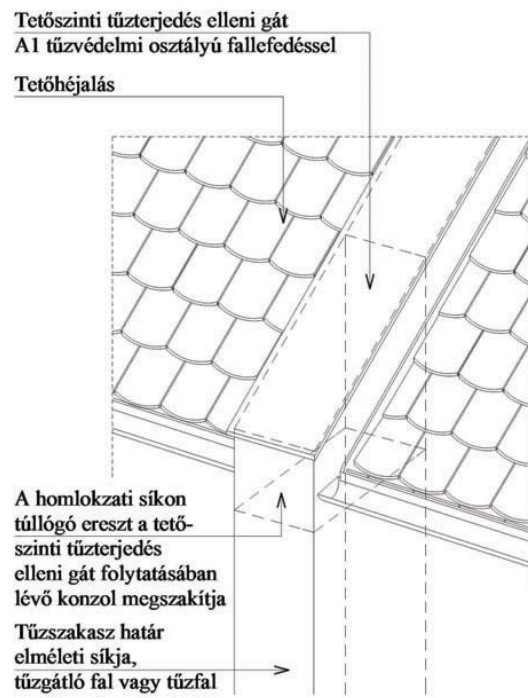 Tetőszinti tűzterjedés elleni gát
A1 tűzvédelmi osztályú fallefedéssel
Tetőhéjalás
A homlokzati síkon
túllógó ereszt a tető-
szinti tűzterjedés
elleni gát folytatásában
lévő konzol megszakítja
Tűzszakasz határ
elméleti síkja,
tűzgátló fal vagy tűzfal